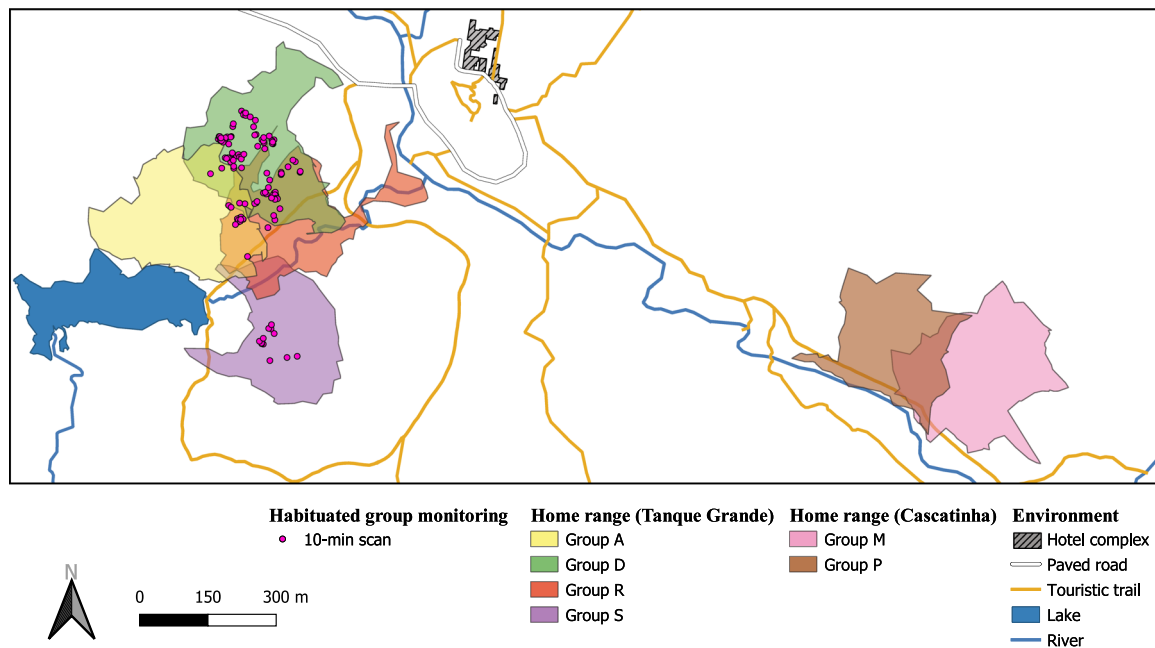 Habituated group monitoring
10-min scan
Home range (Tanque Grande)
Group A
Group D
Group R
Group S
Home range (Cascatinha)
Group M
Group P
Environment
Hotel complex
Paved road
Touristic trail
Lake
River
N
0 150 300 m